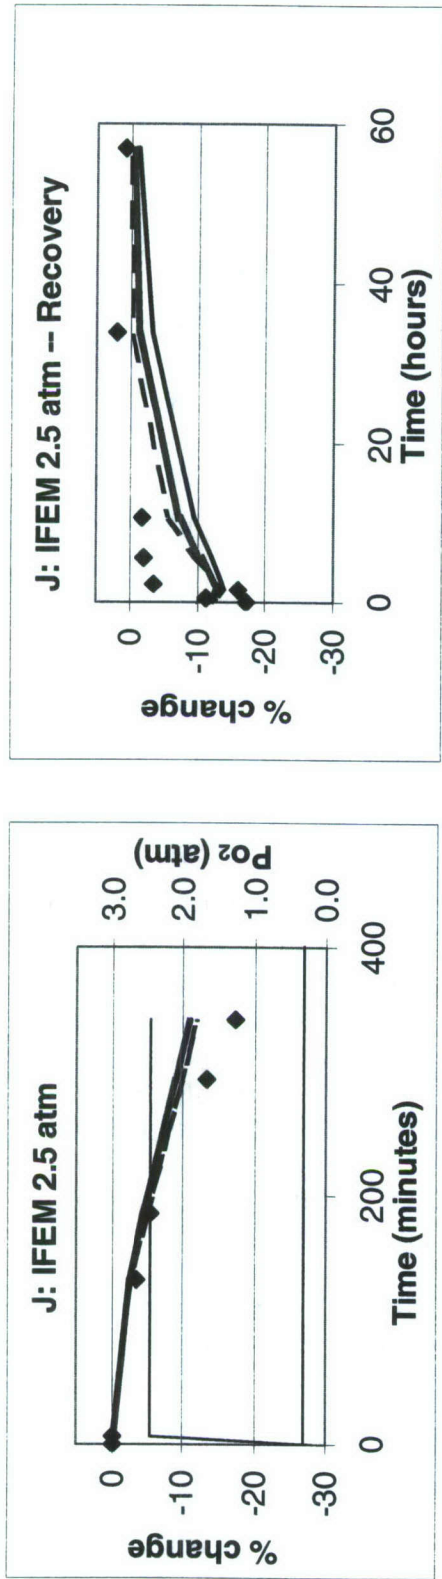 J: IFEM 2.5 atm
% change
0
-10
-20
-30
Po₂ (atm)
3.0
2.0
1.0
0.0
0
200
400
Time (minutes)
J: IFEM 2.5 atm -- Recovery
% change
0
-10
-20
-30
0
20
40
60
Time (hours)